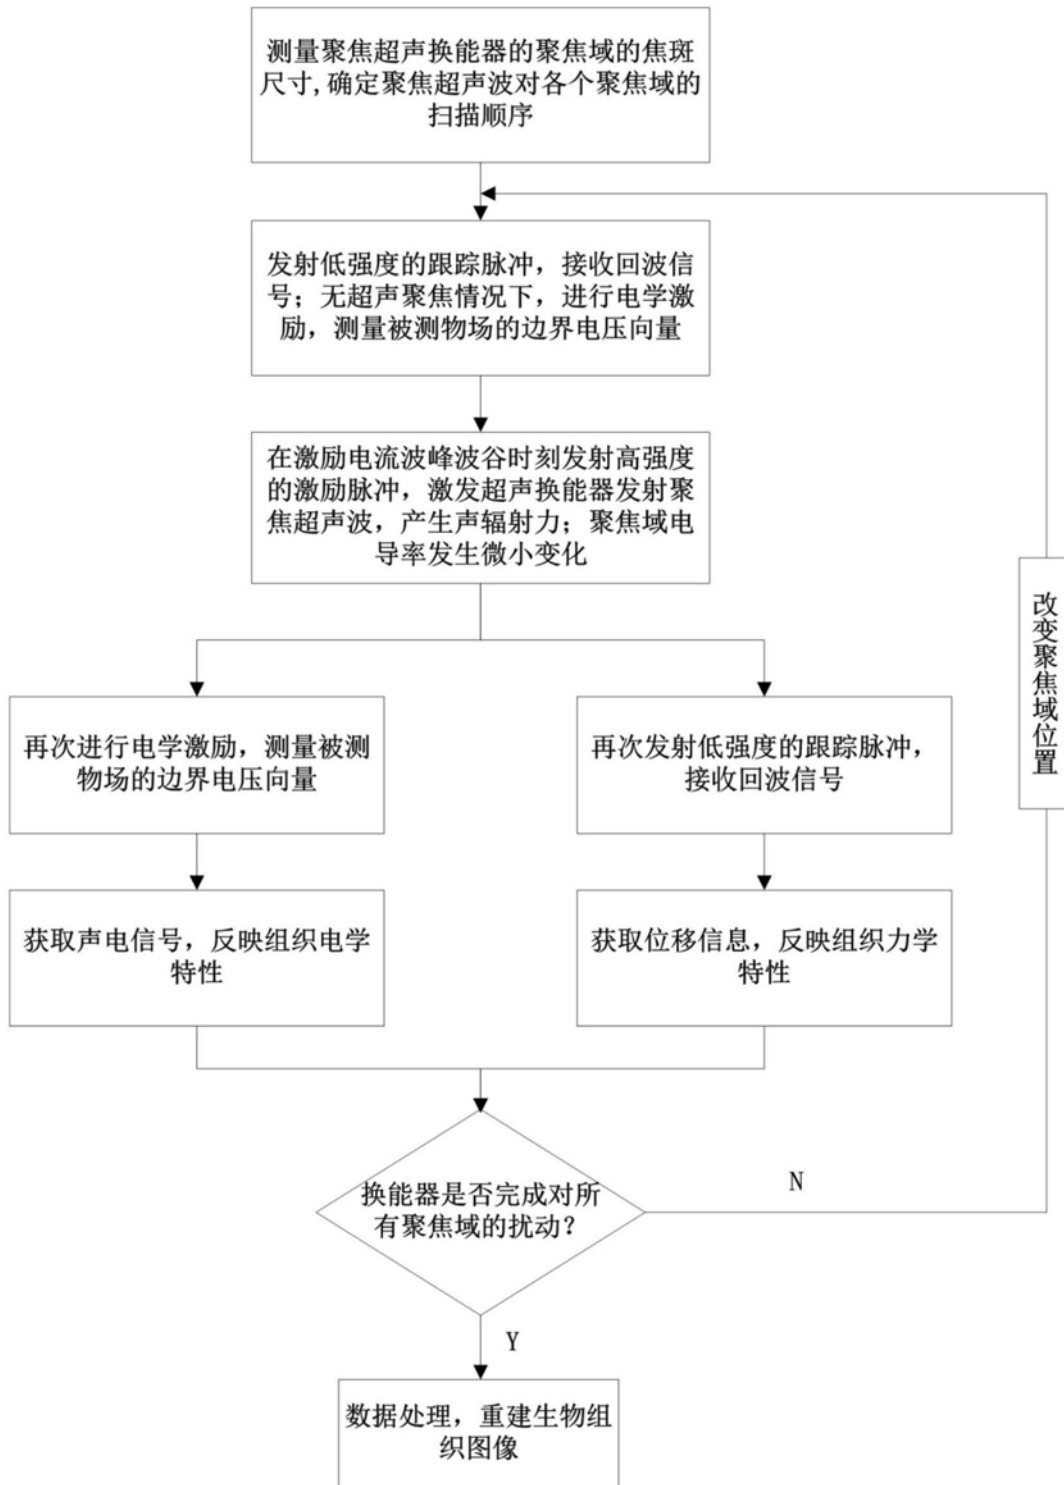 测量聚焦超声换能器的聚焦域的焦斑
尺寸,确定聚焦超声波对各个聚焦域的
扫描顺序
发射低强度的跟踪脉冲，接收回波信
号；无超声聚焦情况下，进行电学激
励，测量被测物场的边界电压向量
在激励电流波峰波谷时刻发射高强度
的激励脉冲，激发超声换能器发射聚
焦超声波，产生声辐射力；聚焦域电
导率发生微小变化
再次进行电学激励，测量被测
物场的边界电压向量
再次发射低强度的跟踪脉冲，
接收回波信号
获取声电信号，反映组织电学
特性
获取位移信息，反映组织力学
特性
改变聚焦域位置
换能器是否完成对所
有聚焦域的扰动？
N
Y
数据处理，重建生物组
织图像